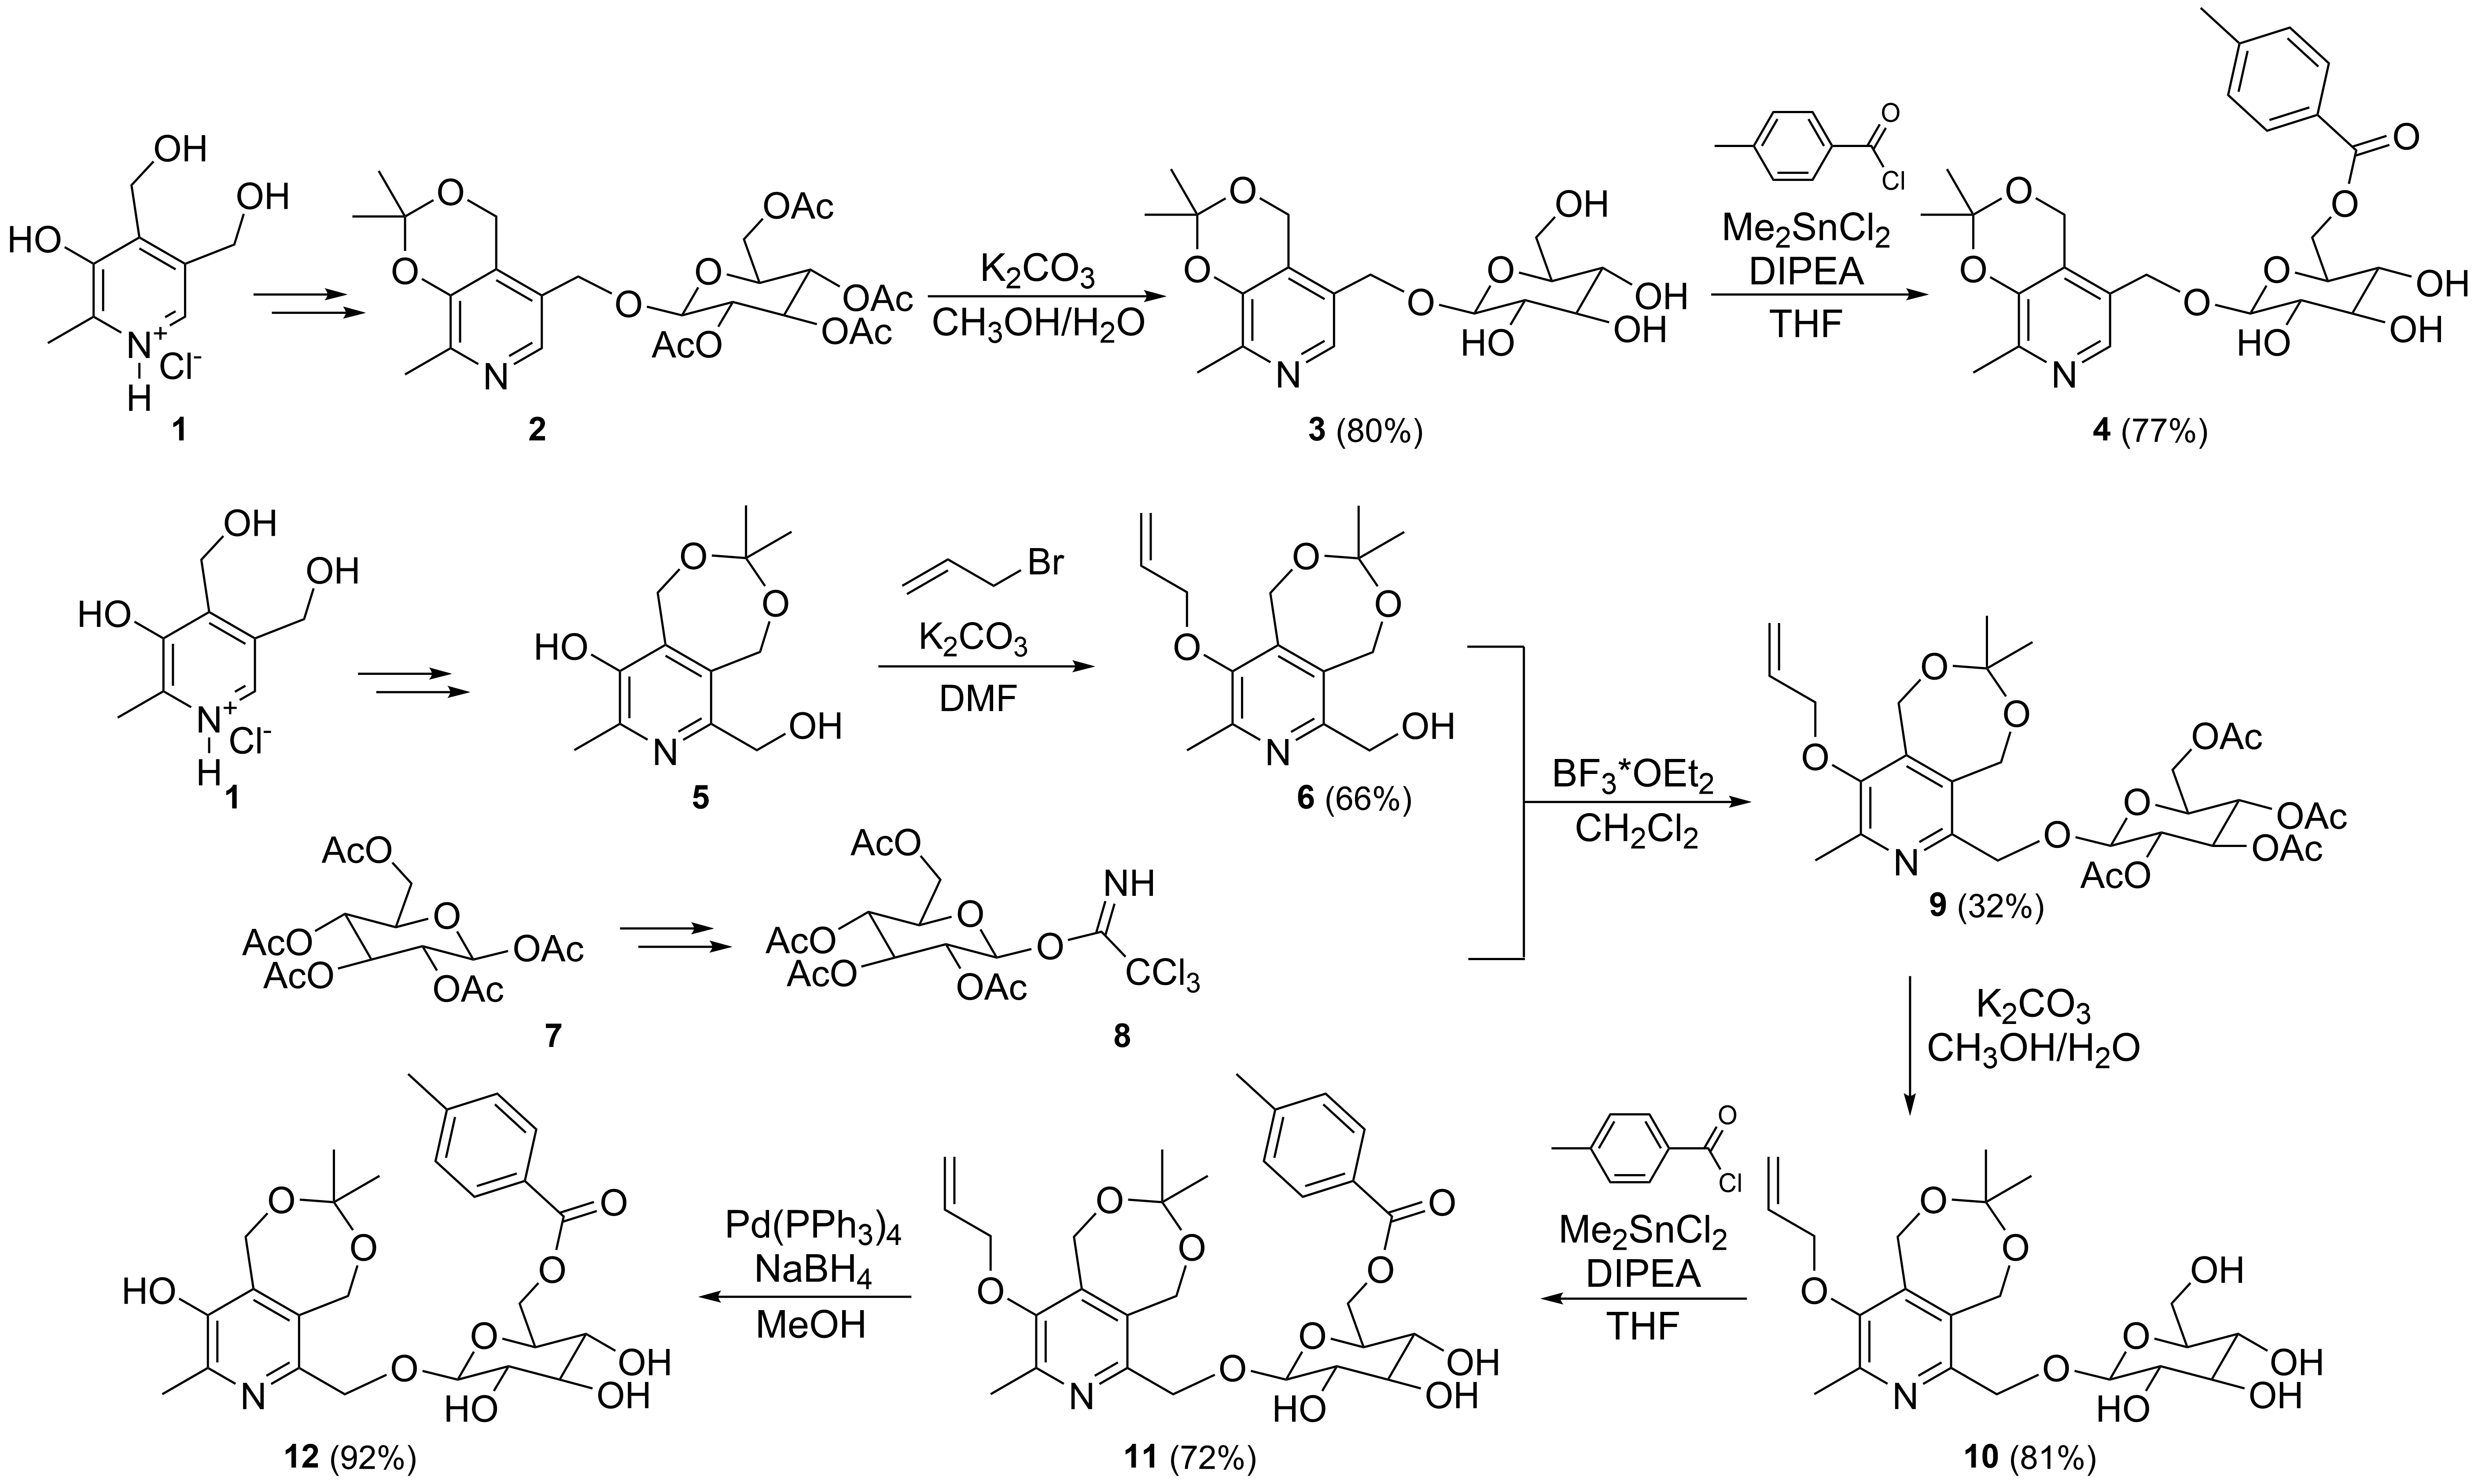 OH
OH
HO
N+
Cl-
H
1
O
O
N
O
O
OAc
OAc
OAc
AcO
2
K2CO3
CH3OH/H2O
O
O
N
O
O
OH
OH
OH
HO
3 (80%)
O
Cl
Me2SnCl2
DIPEA
THF
O
O
N
O
O
O
O
OH
OH
HO
4 (77%)
OH
OH
HO
N+
Cl-
H
1
O
O
HO
N
OH
5
Br
K2CO3
DMF
O
O
O
N
OH
6 (66%)
AcO
O
AcO
AcO
OAc
OAc
7
AcO
NH
O
O
AcO
AcO
OAc
CCl3
8
BF3*OEt2
CH2Cl2
O
O
O
N
O
O
OAc
OAc
OAc
AcO
9 (32%)
K2CO3
CH3OH/H2O
O
O
O
N
O
O
OH
OH
OH
HO
10 (81%)
O
Cl
Me2SnCl2
DIPEA
THF
O
O
O
N
O
O
O
O
OH
OH
HO
11 (72%)
Pd(PPh3)4
NaBH4
MeOH
O
O
HO
N
O
O
O
O
OH
OH
HO
12 (92%)